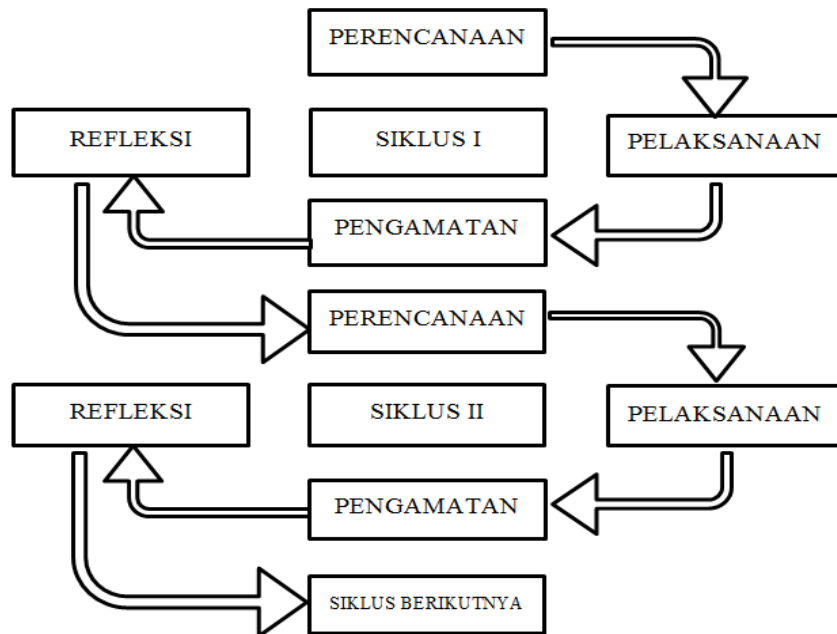 PERENCANAAN
REFLEKSI
SIKLUS I
PELAKSANAAN
PENGAMATAN
PERENCANAAN
REFLEKSI
SIKLUS II
PELAKSANAAN
PENGAMATAN
SIKLUS BERIKUTNYA